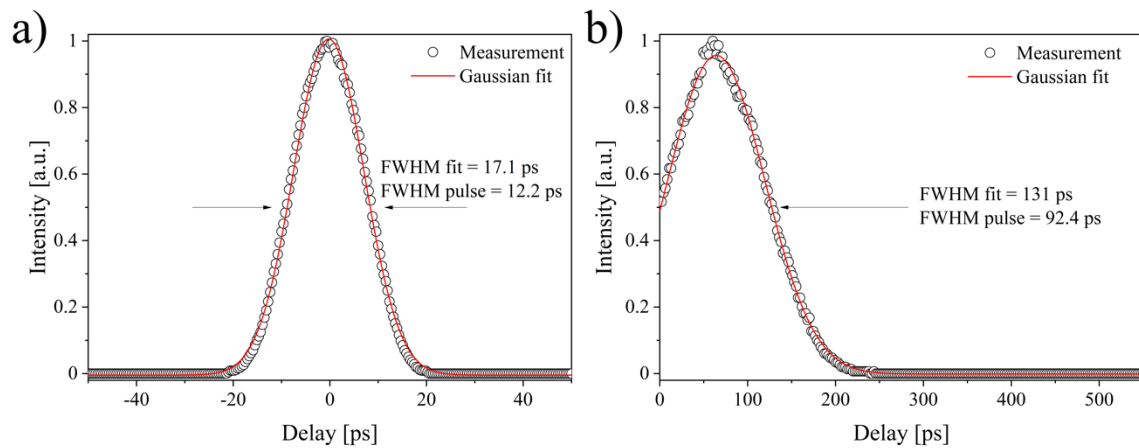 a)
Intensity [a.u.]
1
0.8
0.6
0.4
0.2
0
Measurement
Gaussian fit
FWHM fit = 17.1 ps
FWHM pulse = 12.2 ps
-40
-20
0
20
40
Delay [ps]
b)
Intensity [a.u.]
1
0.8
0.6
0.4
0.2
0
Measurement
Gaussian fit
FWHM fit = 131 ps
FWHM pulse = 92.4 ps
0
100
200
300
400
500
Delay [ps]